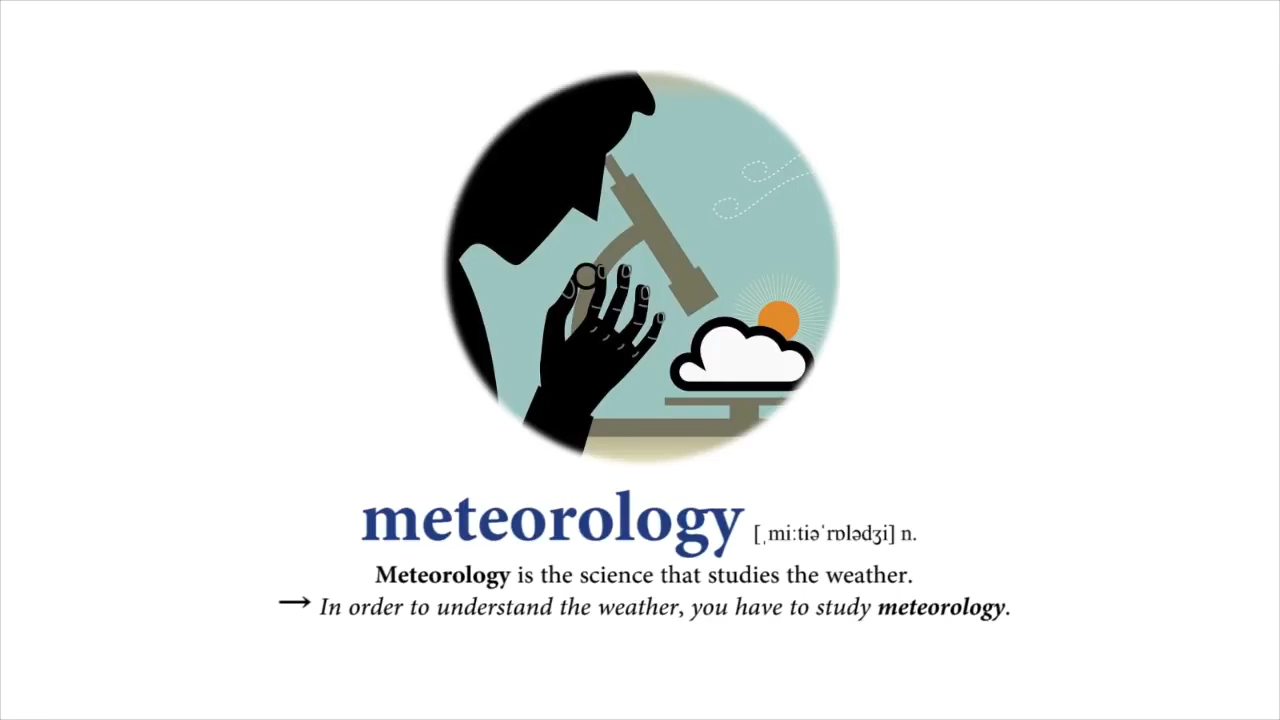 meteorology [ˌmiːtiəˈrɒlədʒi] n.
Meteorology is the science that studies the weather.
→ In order to understand the weather, you have to study meteorology.